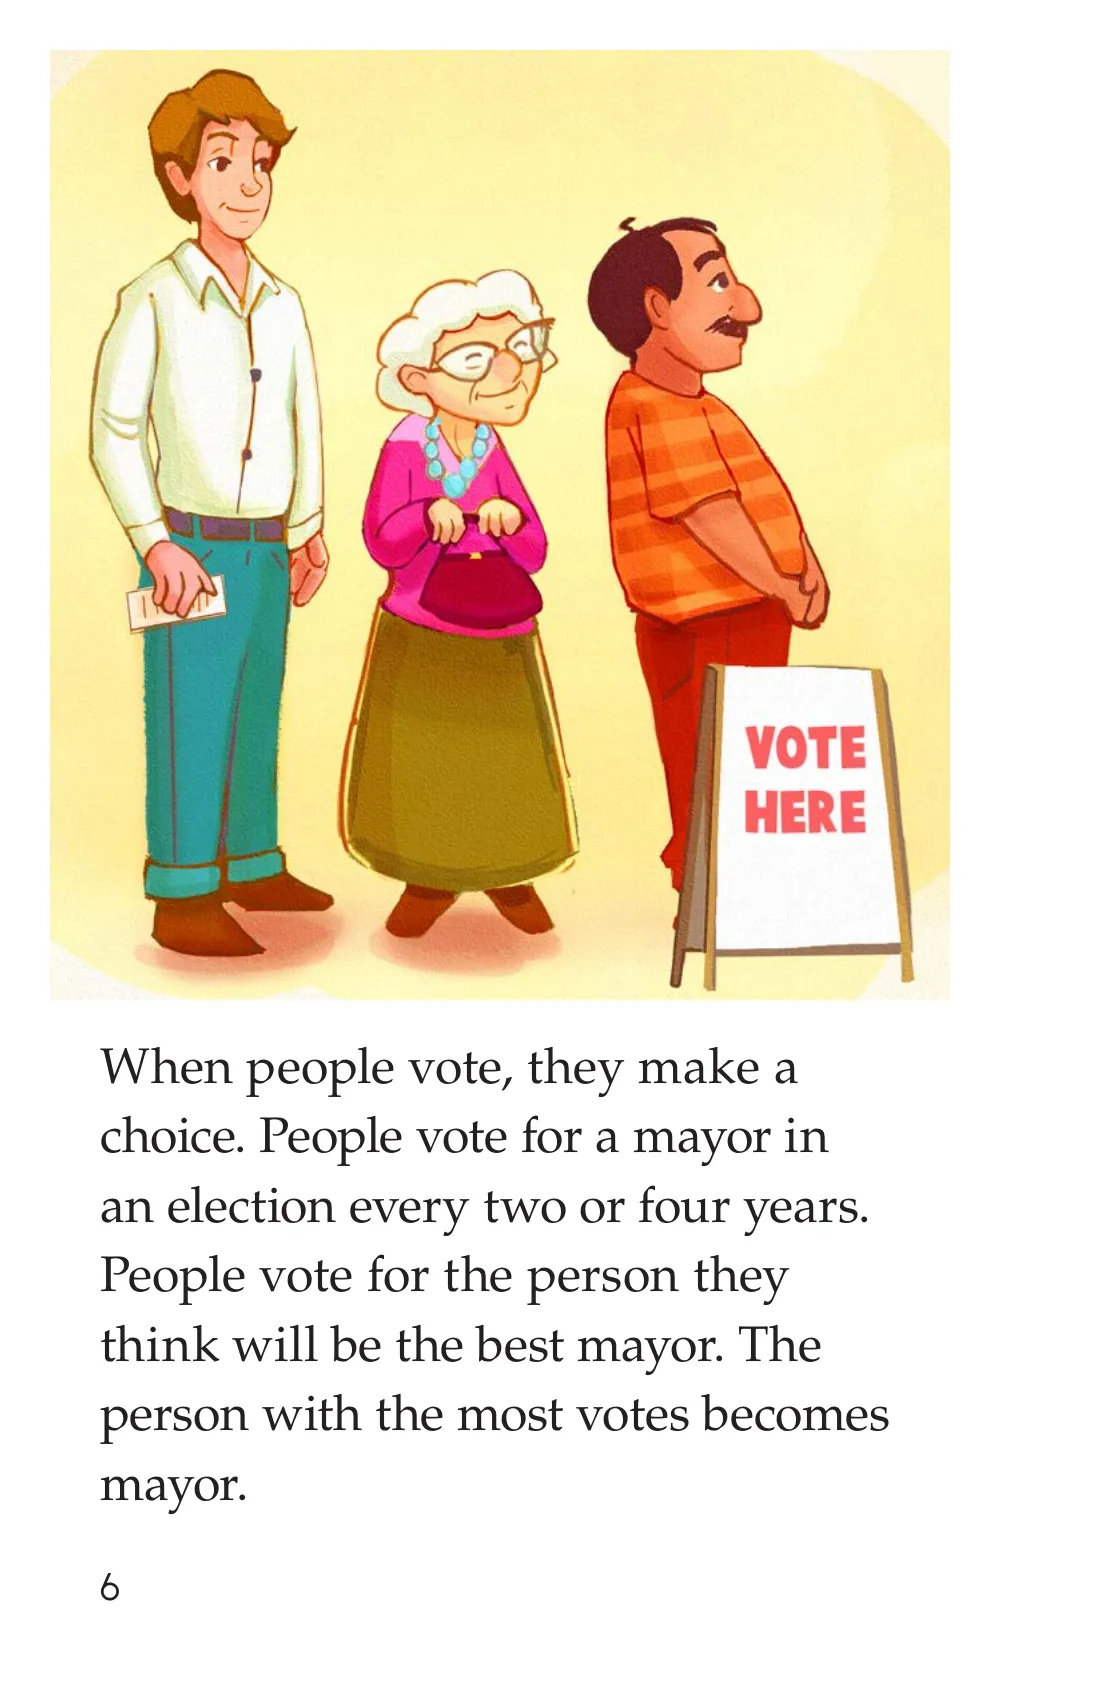 VOTE
HERE
When people vote, they make a
choice. People vote for a mayor in
an election every two or four years.
People vote for the person they
think will be the best mayor. The
person with the most votes becomes
mayor.
6